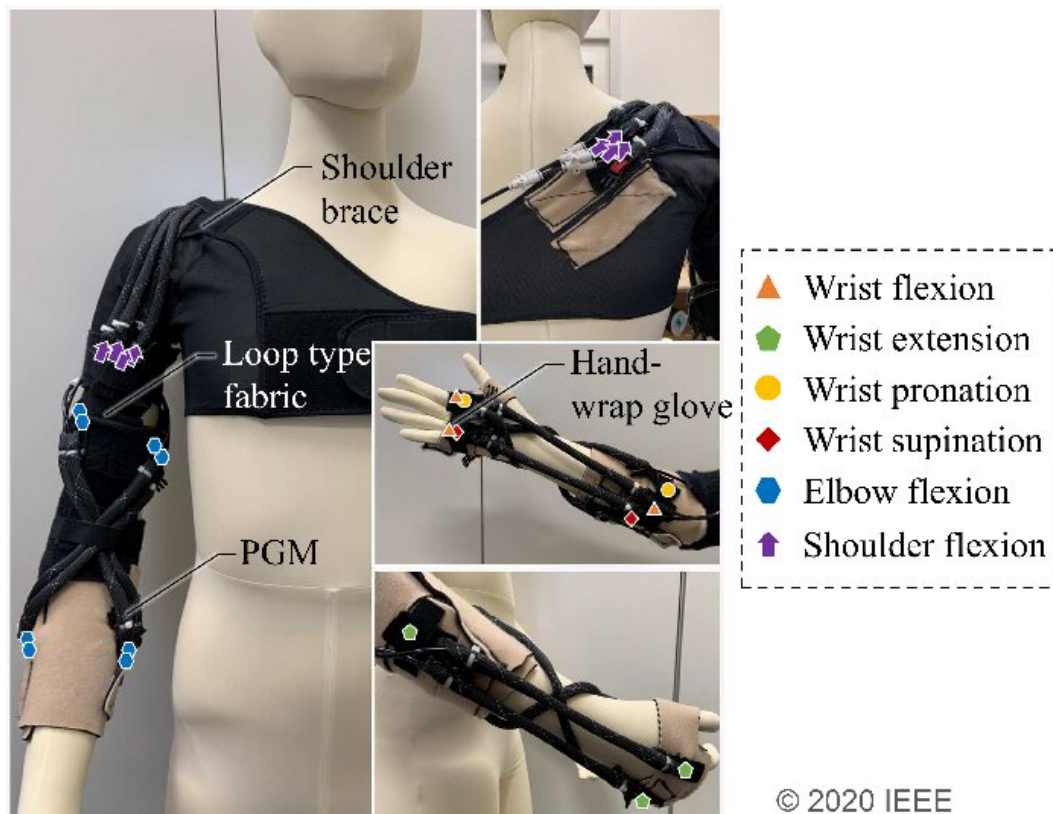 Shoulder
brace
Loop type
fabric
Hand-
wrap glove
PGM
Wrist flexion
Wrist extension
Wrist pronation
Wrist supination
Elbow flexion
Shoulder flexion
© 2020 IEEE